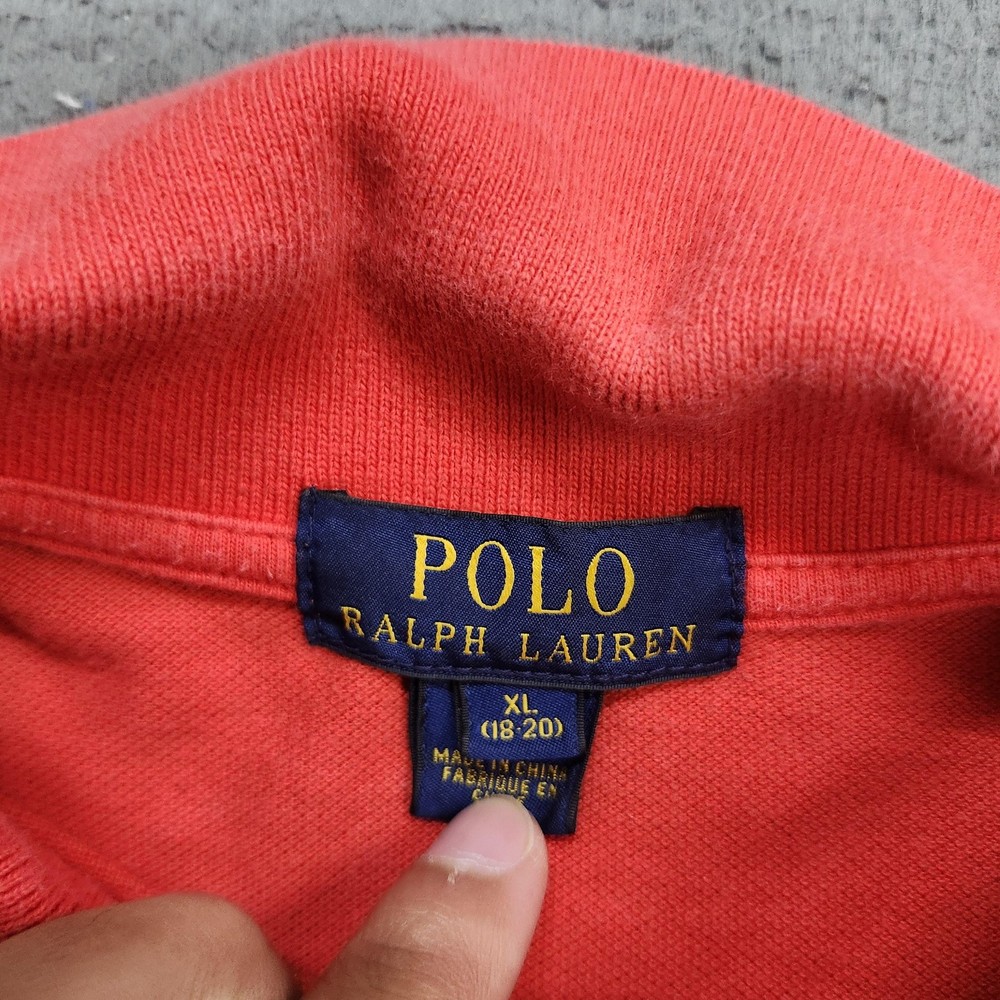 POLO
RALPH LAUREN
XL
(18-20)
MADE IN CHINA
FABRIQUE EN